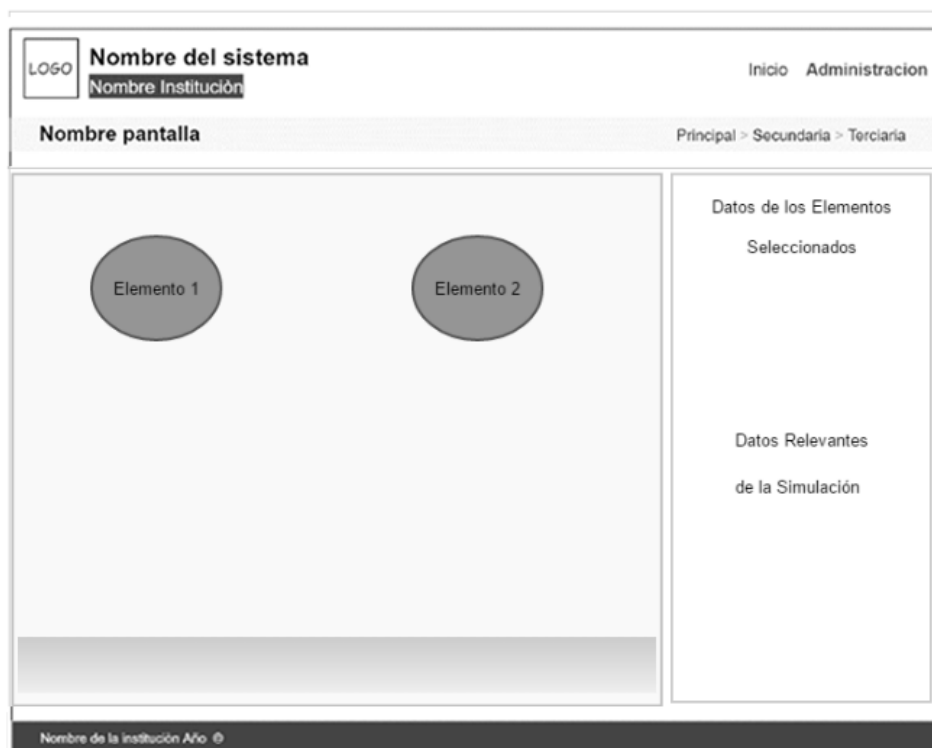 LOGO
Nombre del sistema
Nombre Institución
Inicio Administracion
Nombre pantalla
Principal > Secundaria > Terciaria
Elemento 1
Elemento 2
Datos de los Elementos
Seleccionados
Datos Relevantes
de la Simulación
Nombre de la institución Año ©